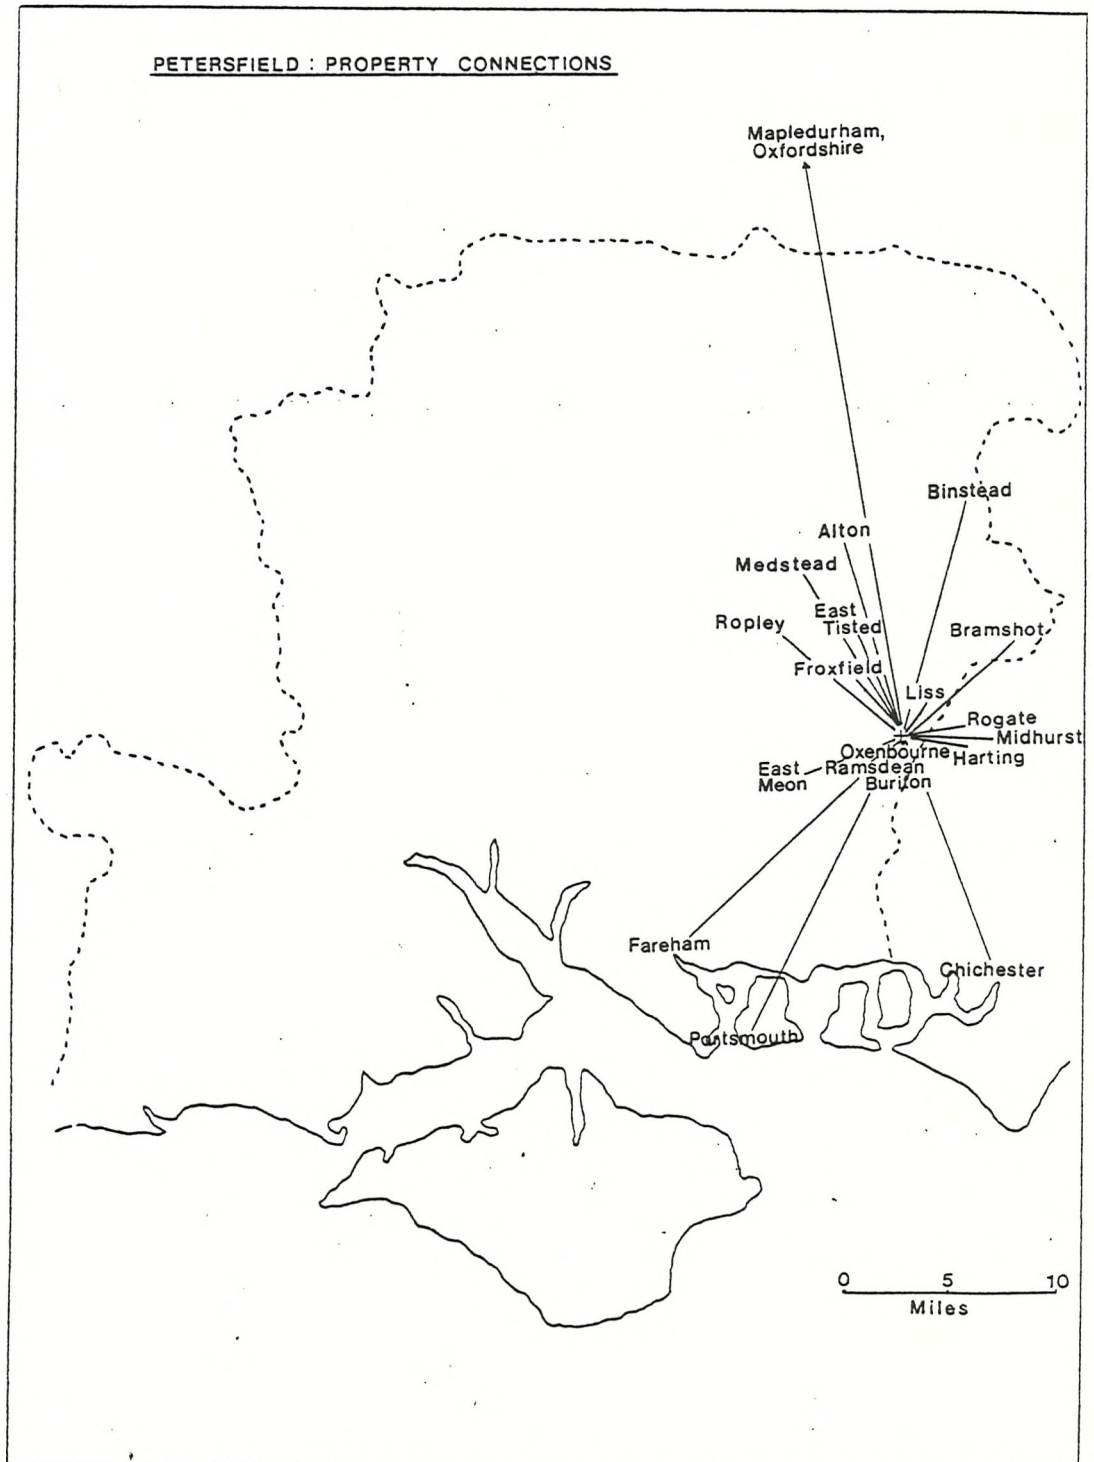 PETERSFIELD : PROPERTY CONNECTIONS
Mapledurham,
Oxfordshire
Binstead
Alton
Medstead
East
Tisted
Ropley
Bramshot
Froxfield
Liss
Rogate
Midhurst
Oxenbourne
Harting
East
Meon
Ramsdean
Buriton
Fareham
Chichester
Portsmouth
0 5 10
Miles